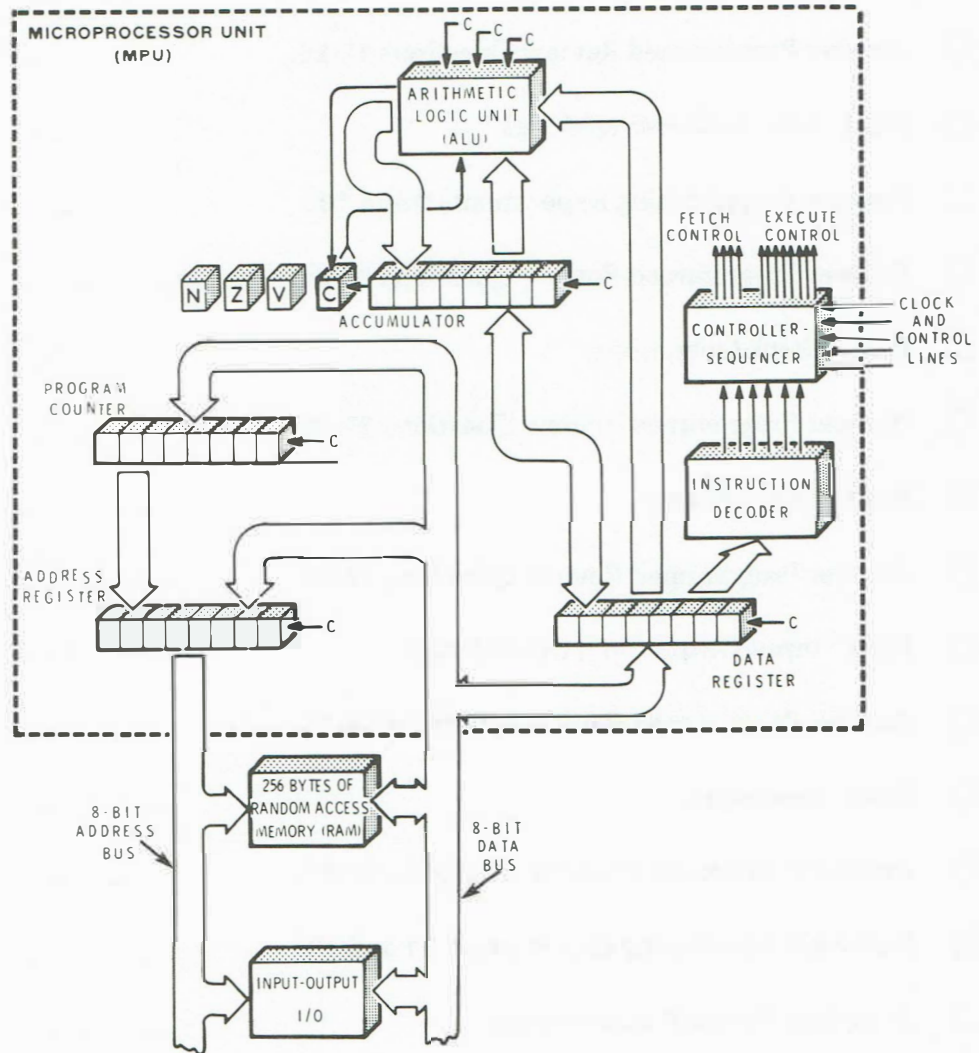 MICROPROCESSOR UNIT
(MPU)
C
C
C
ARITHMETIC
LOGIC UNIT
(ALU)
FETCH
CONTROL
EXECUTE
CONTROL
N
Z
V
C
C
ACCUMULATOR
CONTROLLER-
SEQUENCER
CLOCK
AND
CONTROL
LINES
PROGRAM
COUNTER
C
INSTRUCTION
DECODER
ADDRESS
REGISTER
C
C
DATA
REGISTER
8-BIT
ADDRESS
BUS
256 BYTES OF
RANDOM ACCESS
MEMORY (RAM)
8-BIT
DATA
BUS
INPUT-OUTPUT
I/O